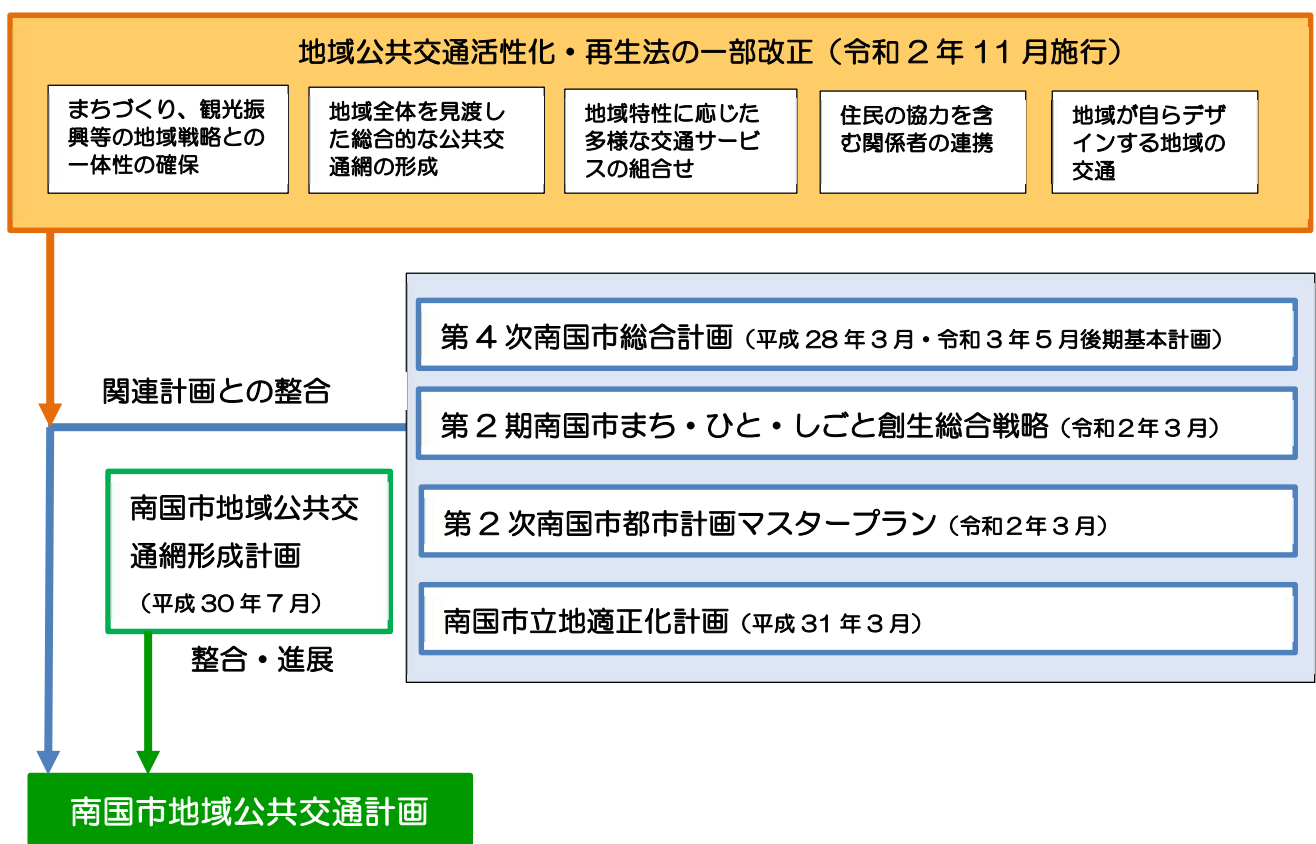 地域公共交通活性化・再生法の一部改正（令和２年 11 月施行）
まちづくり、観光振
興等の地域戦略との
一体性の確保
地域全体を見渡し
た総合的な公共交
通網の形成
地域特性に応じた
多様な交通サービ
スの組合せ
住民の協力を含
む関係者の連携
地域が自らデザ
インする地域の
交通
第４次南国市総合計画（平成 28 年３月・令和３年５月後期基本計画）
関連計画との整合
第２期南国市まち・ひと・しごと創生総合戦略（令和２年３月）
南国市地域公共交
通網形成計画
（平成 30 年７月）
第２次南国市都市計画マスタープラン（令和２年３月）
南国市立地適正化計画（平成 31 年３月）
整合・進展
南国市地域公共交通計画